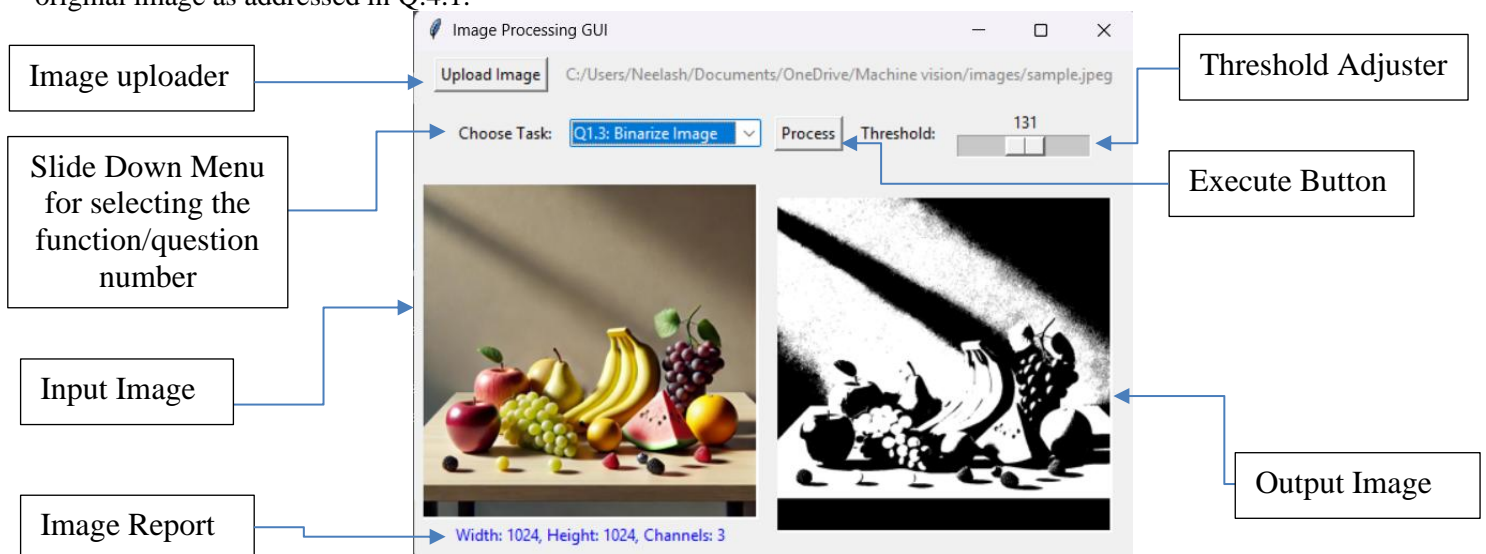 original image as addressed in Q.4.1.
Image Processing GUI
Image uploader
Upload Image
C:/Users/Neelash/Documents/OneDrive/Machine vision/images/sample.jpeg
Threshold Adjuster
Choose Task:
Q1.3: Binarize Image
Process
Threshold:
131
Slide Down Menu
for selecting the
function/question
number
Execute Button
Input Image
Output Image
Image Report
Width: 1024, Height: 1024, Channels: 3